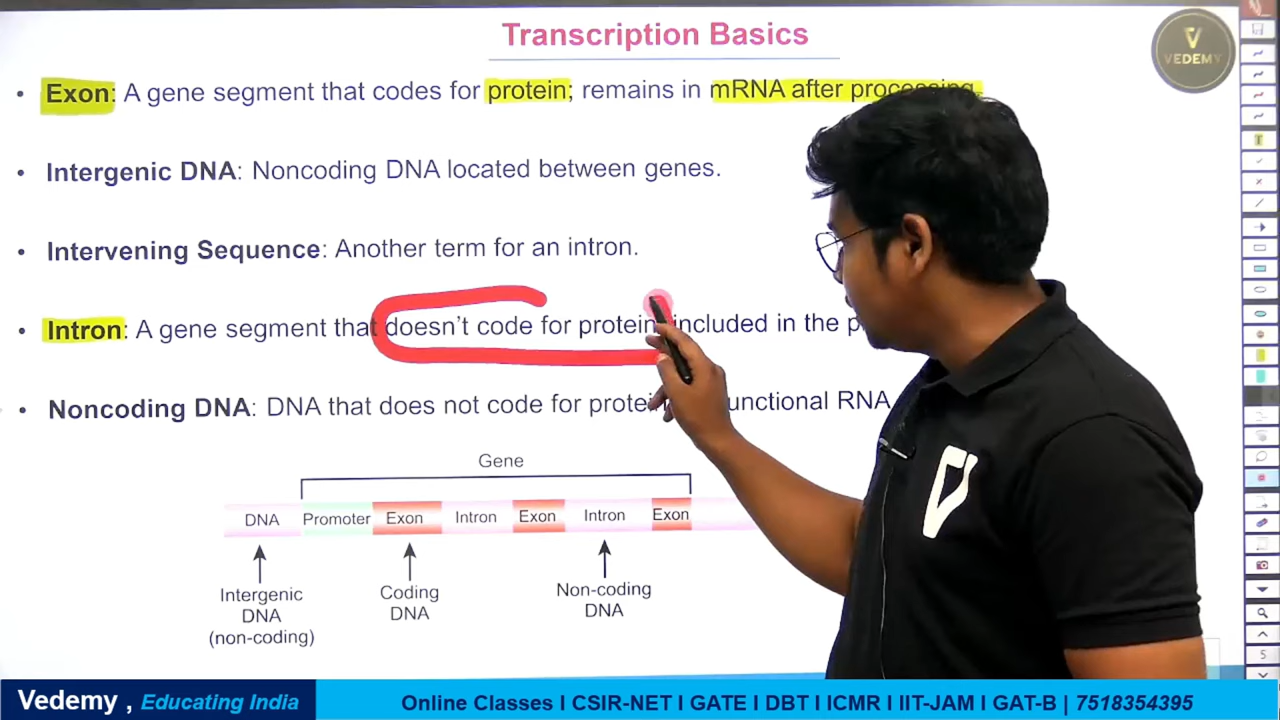 Transcription Basics
VEDEMY
• Exon: A gene segment that codes for protein; remains in mRNA after processing.
• Intergenic DNA: Noncoding DNA located between genes.
• Intervening Sequence: Another term for an intron.
• Intron: A gene segment that doesn't code for protein included in the
• Noncoding DNA: DNA that does not code for unctional RNA
Gene
DNA Promoter Exon Intron Exon Intron Exon
Intergenic DNA (non-coding)
Coding DNA
Non-coding DNA
5
Vedemy , Educating India
Online Classes I CSIR-NET I GATE I DBT I ICMR I IIT-JAM I GAT-B | 7518354395